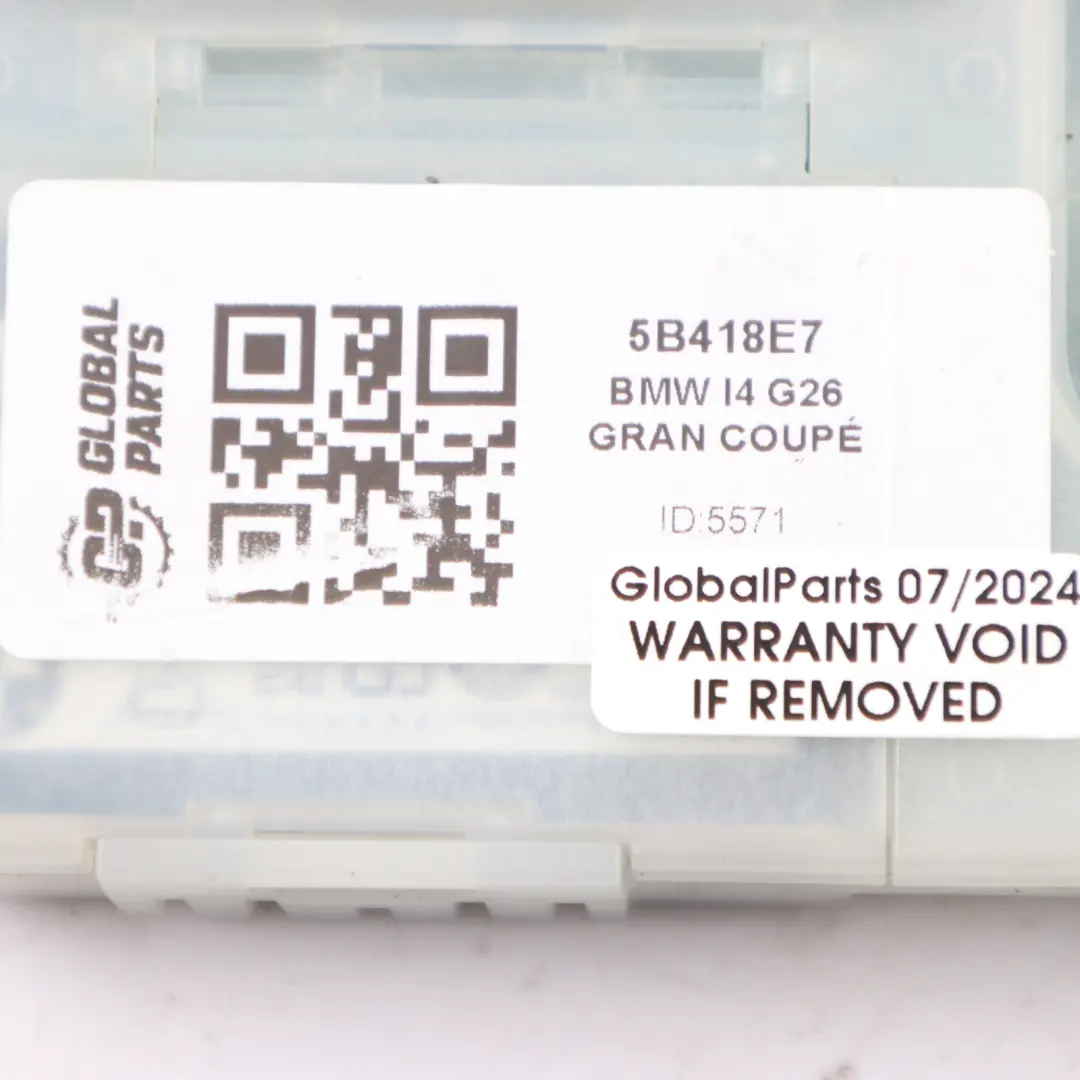 GLOBAL
PARTS
5B418E7
BMW I4 G26
GRAN COUPÉ
ID:5571
GlobalParts 07/2024
WARRANTY VOID
IF REMOVED